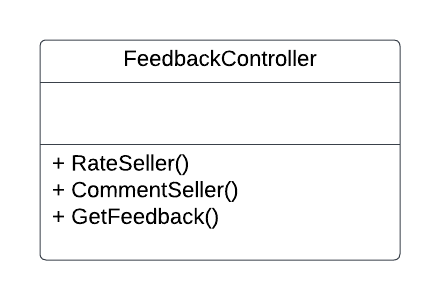 FeedbackController
+ RateSeller()
+ CommentSeller()
+ GetFeedback()